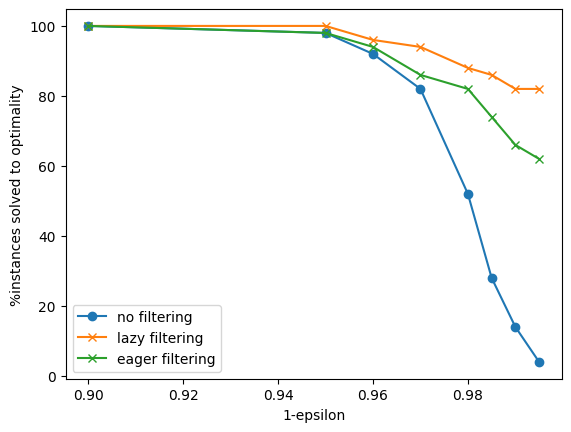 %instances solved to optimality
100
80
60
40
20
0
no filtering
lazy filtering
eager filtering
0.90
0.92
0.94
0.96
0.98
1-epsilon